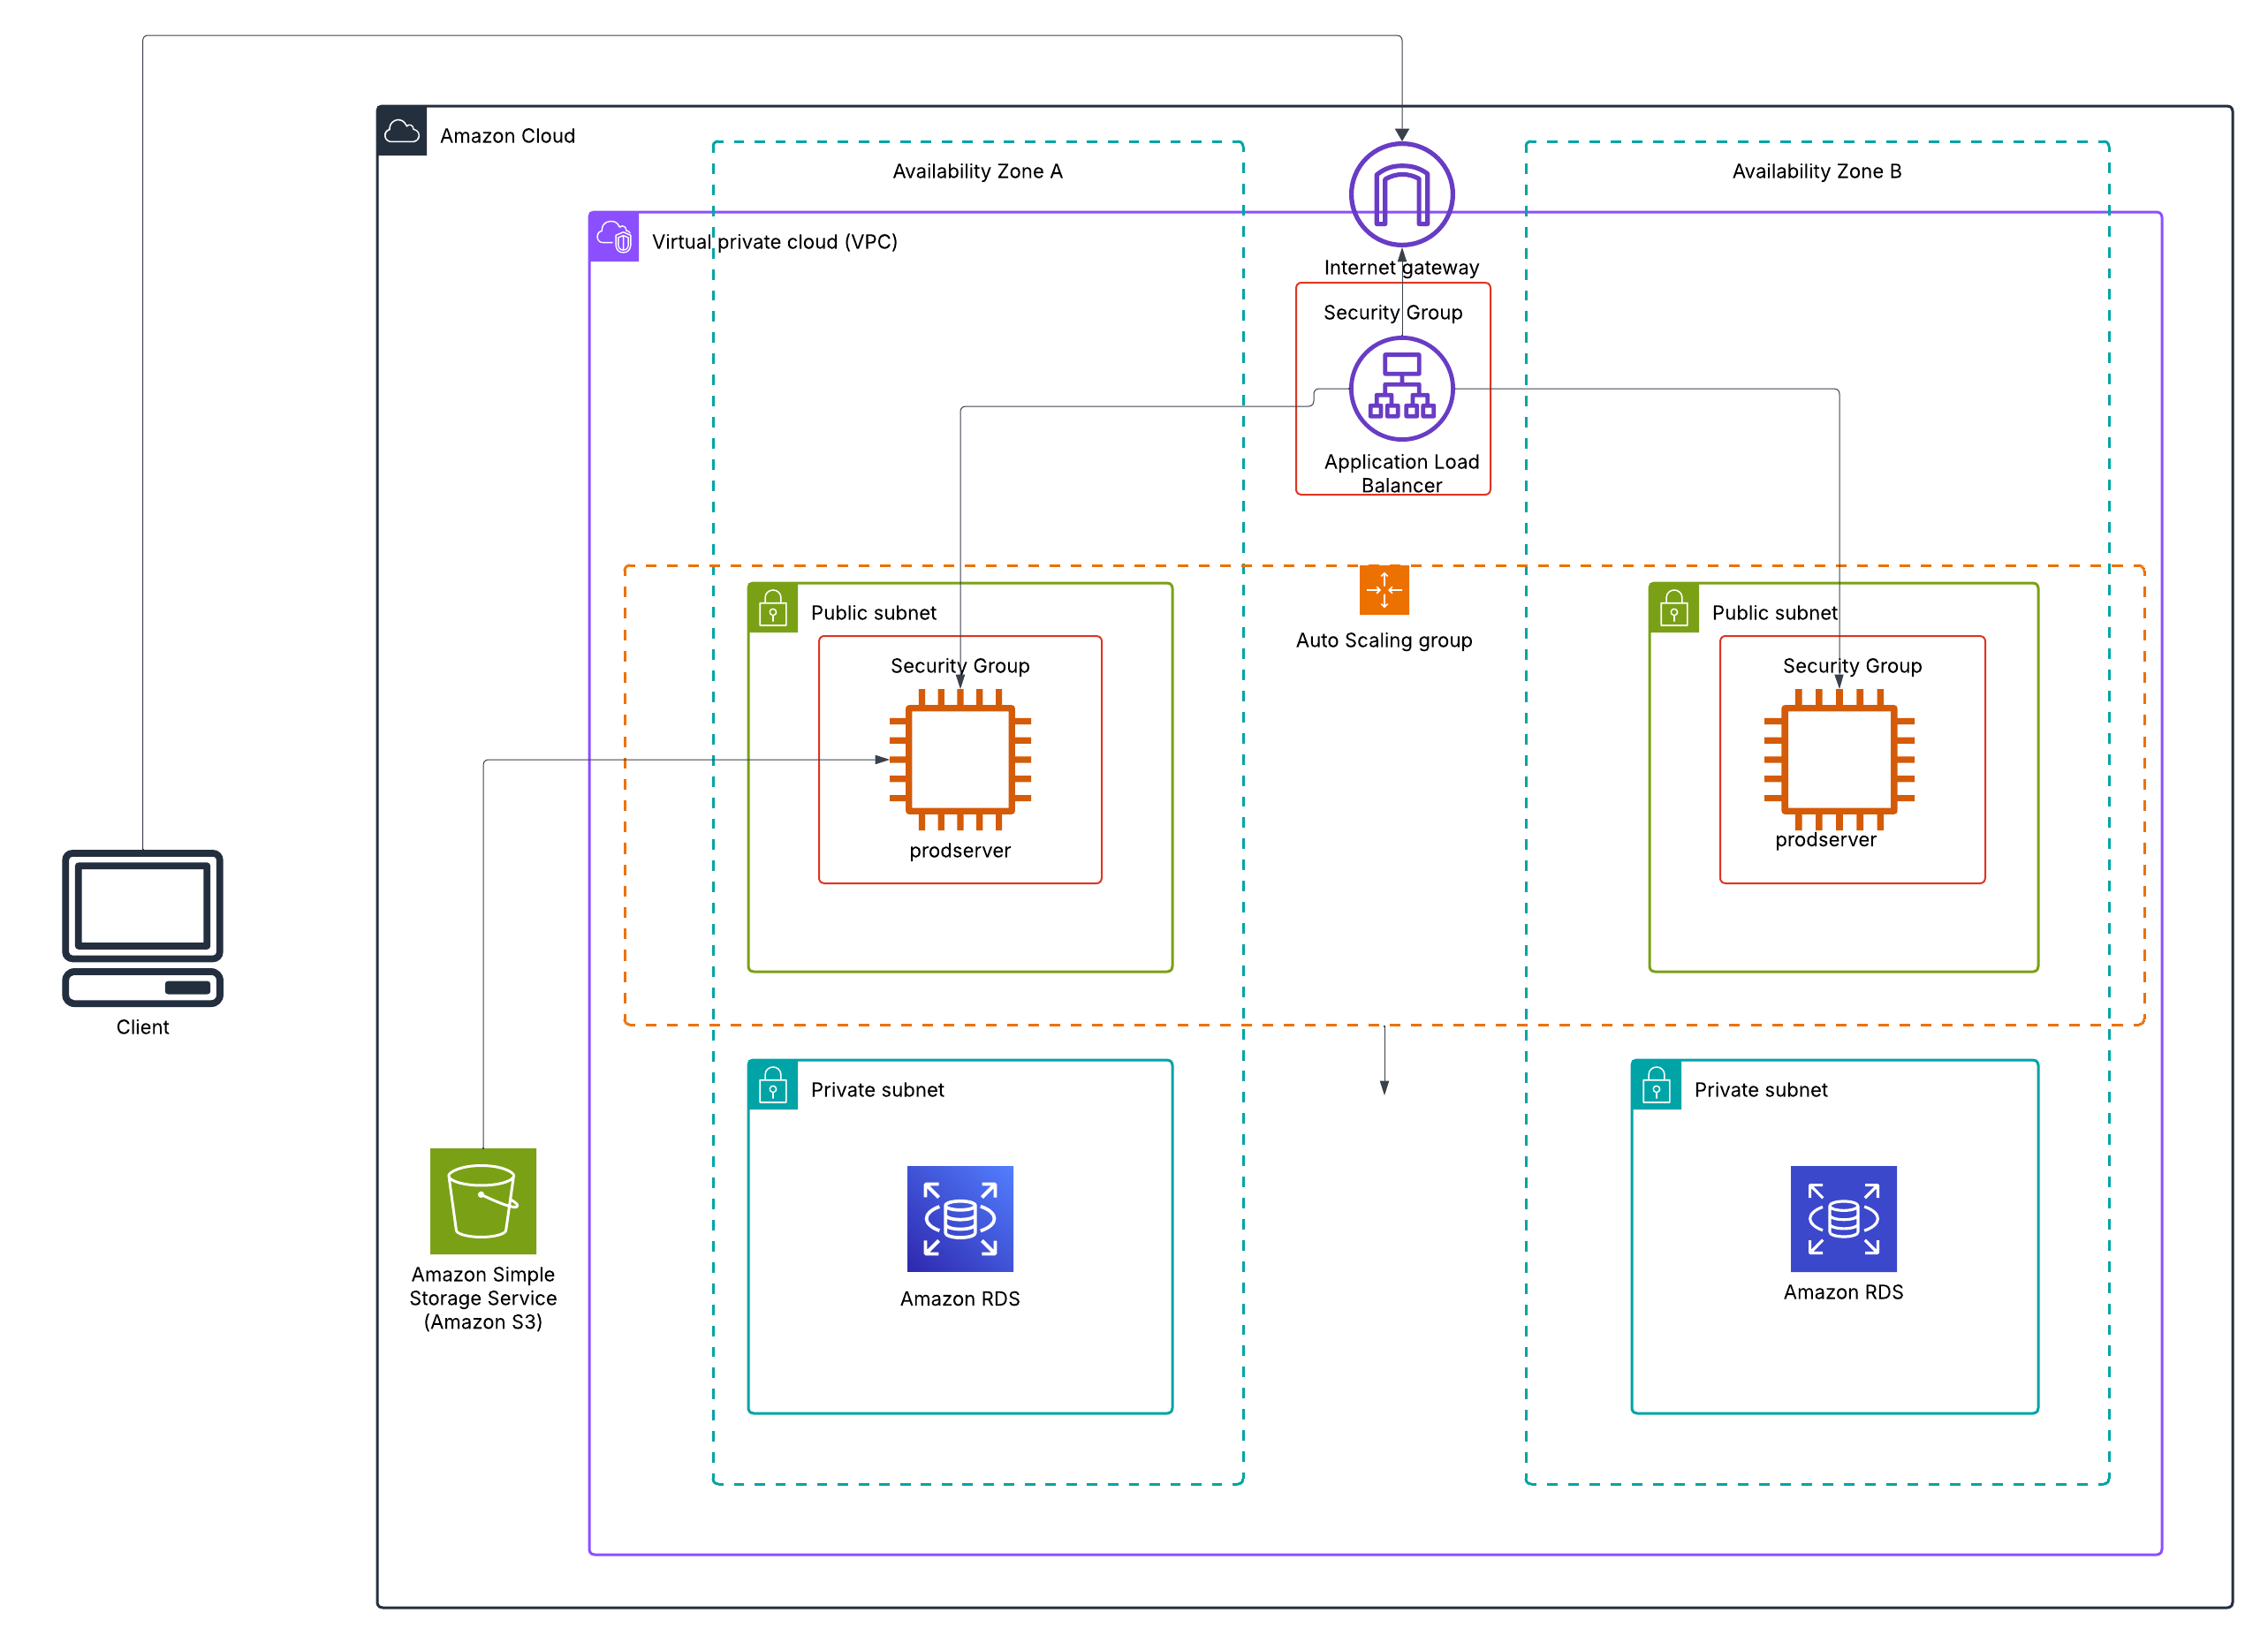 Amazon Cloud
Availability Zone A
Availability Zone B
Virtual private cloud (VPC)
Internet gateway
Security Group
Application Load
Balancer
Auto Scaling group
Public subnet
Security Group
prodserver
Public subnet
Security Group
prodserver
Client
Private subnet
Amazon RDS
Private subnet
Amazon RDS
Amazon Simple
Storage Service
(Amazon S3)